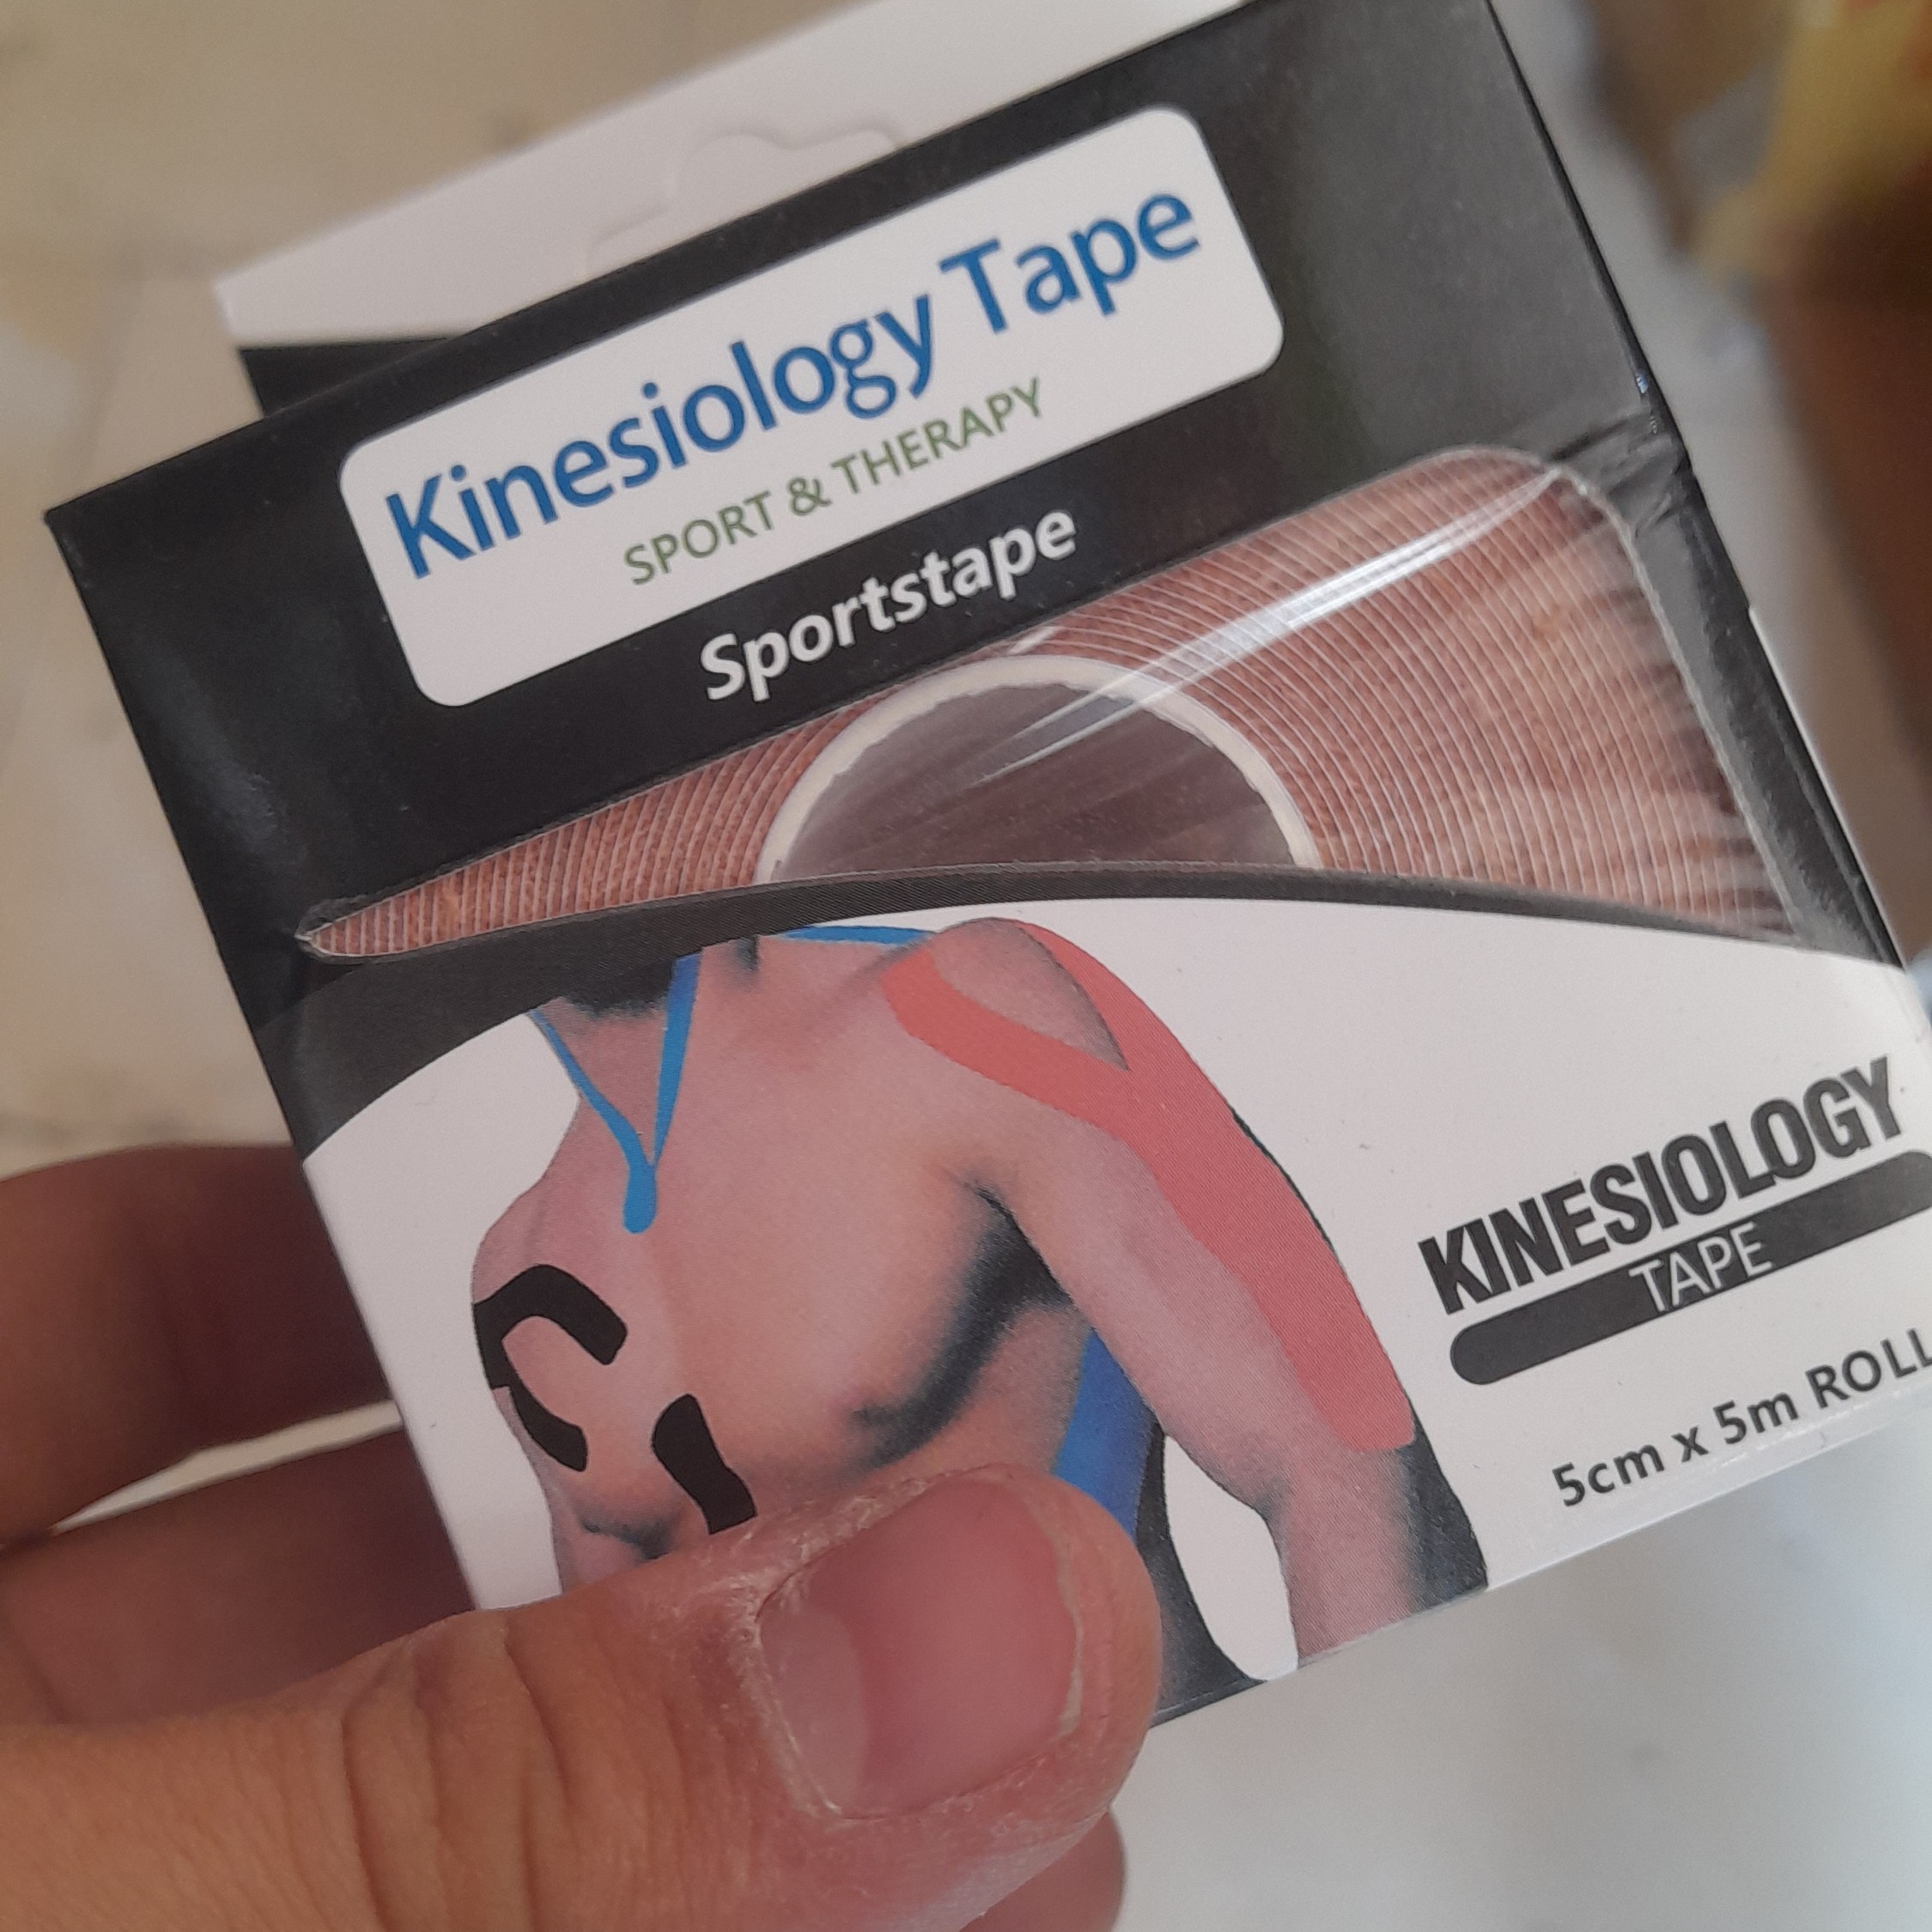 Kinesiology Tape
SPORT & THERAPY
Sportstape
KINESIOLOGY
TAPE
5cm x 5m ROLL